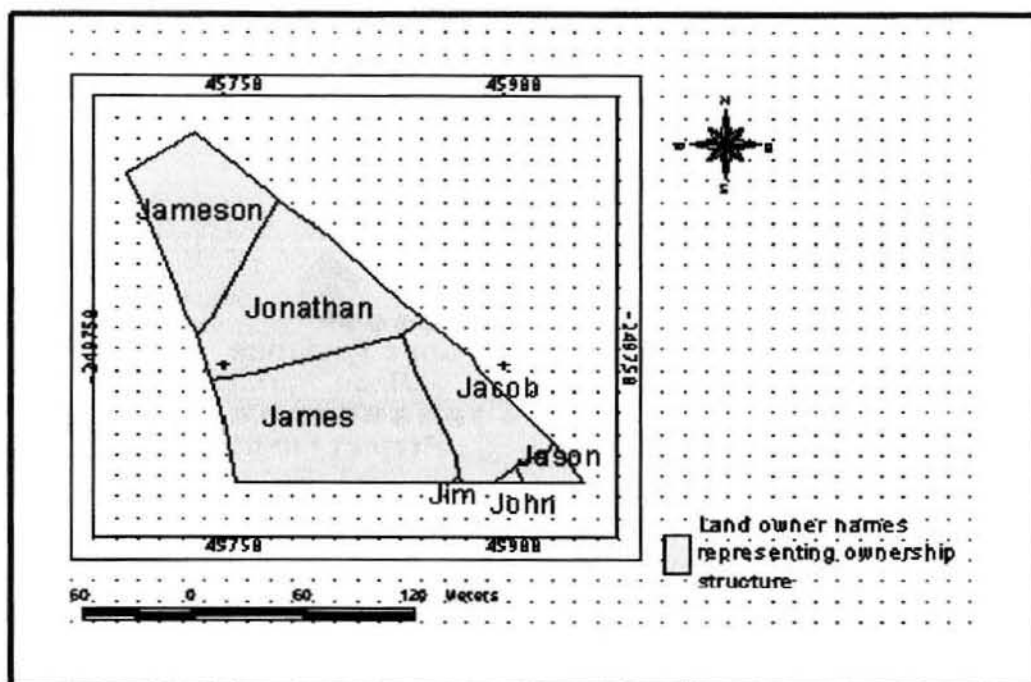 45750 45900
N
S
Jameson
Jonathan
-240750 -240750
Jacob
James
Jason
Jim
John
45750 45900
Land owner names
representing ownership
structure
60 0 60 120 Meters